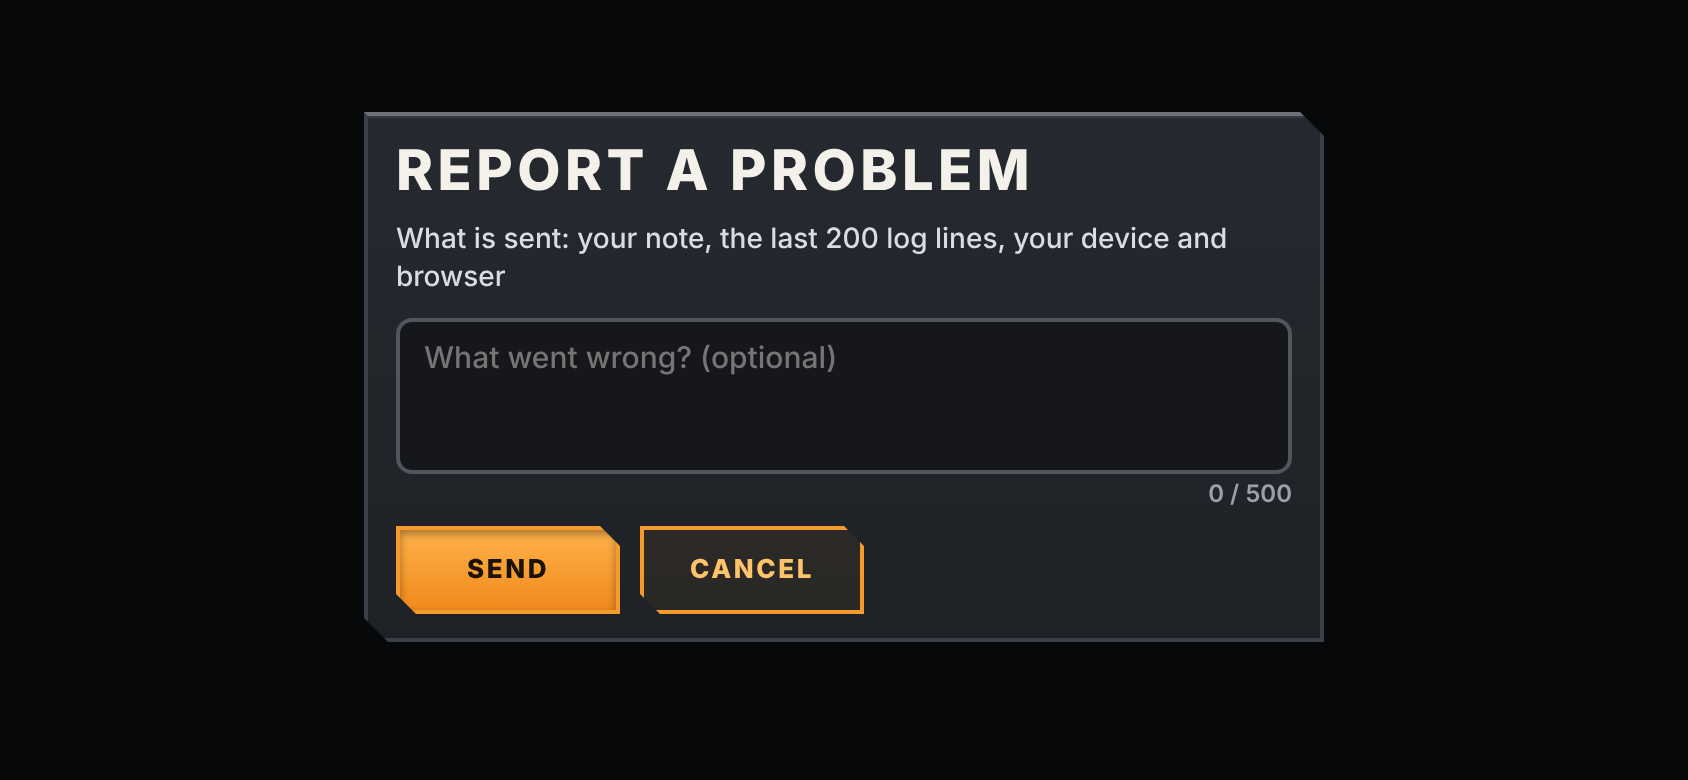 REPORT A PROBLEM
What is sent: your note, the last 200 log lines, your device and
browser
What went wrong? (optional)
0 / 500
SEND
CANCEL